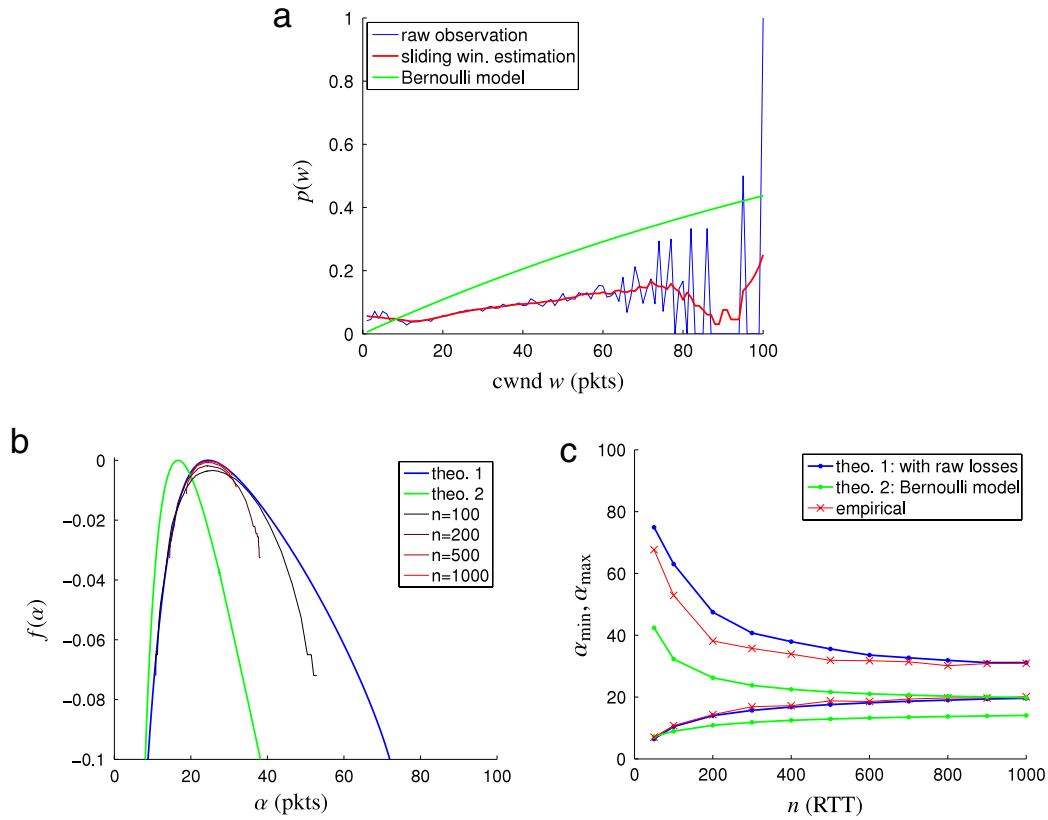 a
raw observation
sliding win. estimation
Bernoulli model
1
0.8
0.6
0.4
0.2
0
p(w)
0 20 40 60 80 100
cwnd w (pkts)
b
theo. 1
theo. 2
n=100
n=200
n=500
n=1000
0
−0.02
−0.04
−0.06
−0.08
−0.1
f(α)
0 20 40 60 80 100
α (pkts)
c
theo. 1: with raw losses
theo. 2: Bernoulli model
empirical
100
80
60
40
20
0
αmin, αmax
0 200 400 600 800 1000
n (RTT)